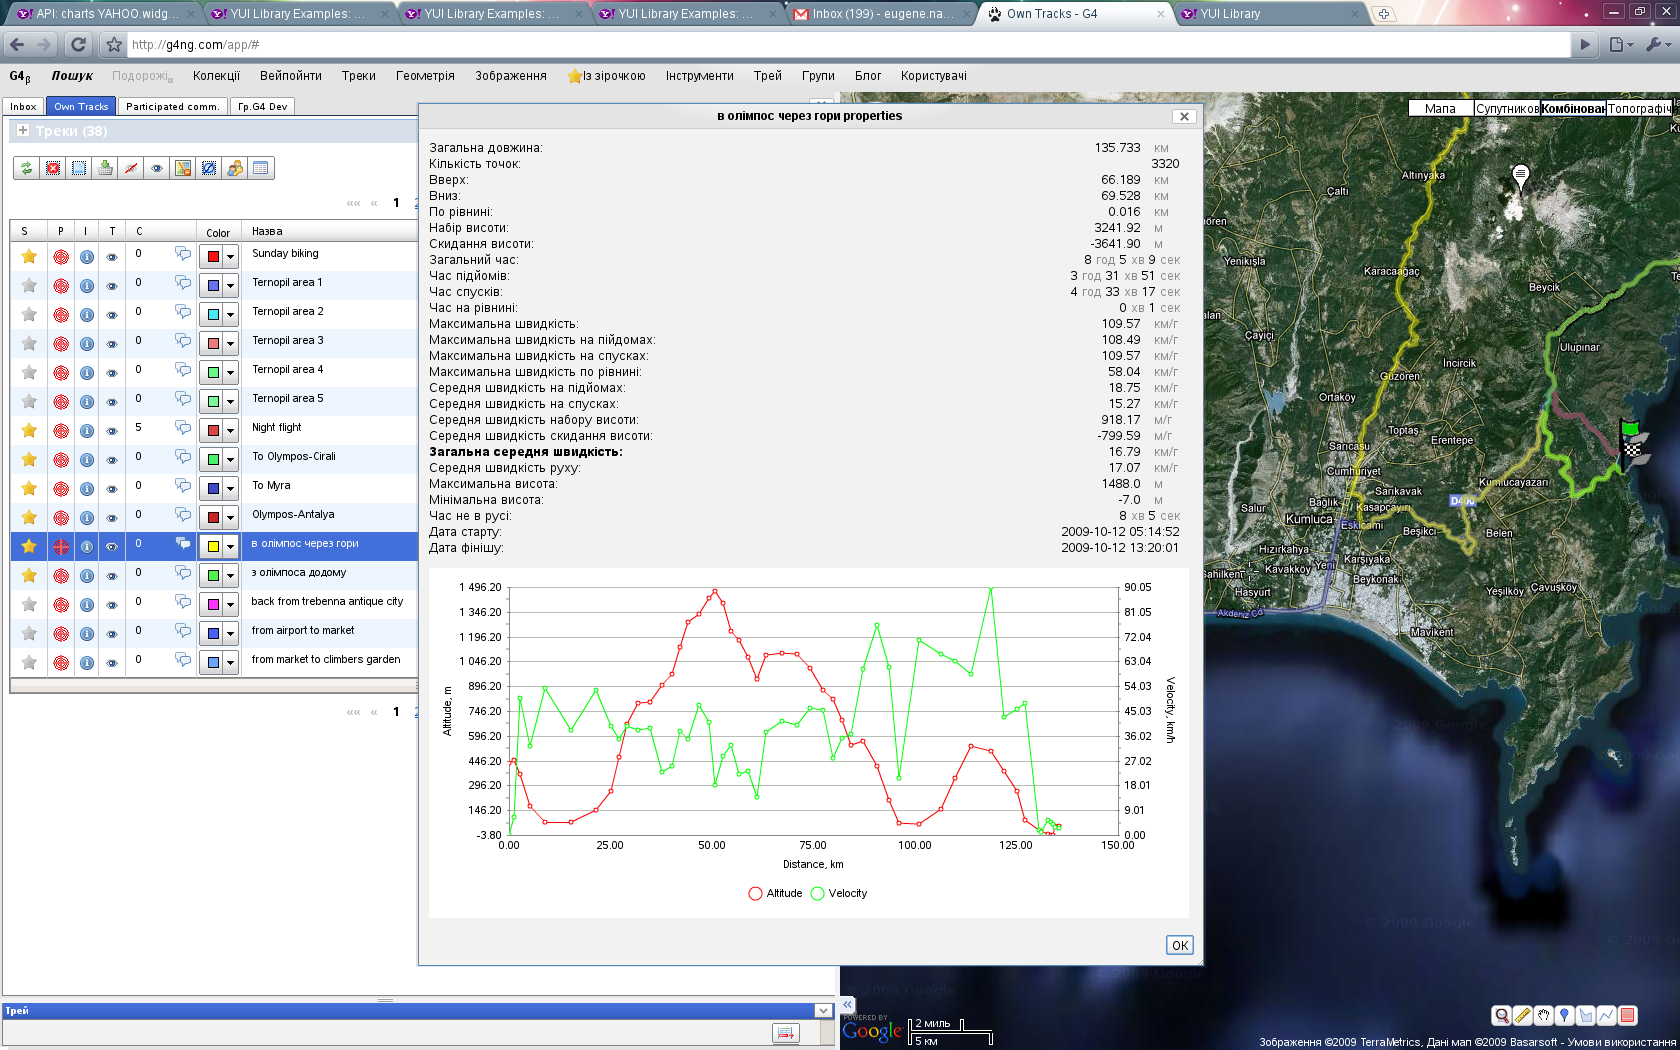 API: charts YAHOO.widg...
YUI Library Examples: ...
YUI Library Examples: ...
YUI Library Examples: ...
Inbox (199) - eugene.na...
Own Tracks - G4
YUI Library
http://g4ng.com/app/#
G4β Пошук Подорожіα Колекції Вейпойнти Треки Геометрія Зображення Із зірочкою Інструменти Трей Групи Блог Користувачі
Inbox Own Tracks Participated comm. Гр.G4 Dev
Треки (38)
«« « 1 2
S P I T C Color Назва
0 Sunday biking
0 Ternopil area 1
0 Ternopil area 2
0 Ternopil area 3
0 Ternopil area 4
0 Ternopil area 5
5 Night flight
0 To Olympos-Cirali
0 To Myra
0 Olympos-Antalya
0 в олімпос через гори
0 з олімпоса додому
0 back from trebenna antique city
0 from airport to market
0 from market to climbers garden
«« « 1 2
Трей
в олімпос через гори properties
Загальна довжина: 135.733 км
Кількість точок: 3320
Вверх: 66.189 км
Вниз: 69.528 км
По рівнині: 0.016 км
Набір висоти: 3241.92 м
Скидання висоти: -3641.90 м
Загальний час: 8 год 5 хв 9 сек
Час підйомів: 3 год 31 хв 51 сек
Час спусків: 4 год 33 хв 17 сек
Час на рівнині: 0 хв 1 сек
Максимальна швидкість: 109.57 км/г
Максимальна швидкість на пійдомах: 108.49 км/г
Максимальна швидкість на спусках: 109.57 км/г
Максимальна швидкість по рівнині: 58.04 км/г
Середня швидкість на підйомах: 18.75 км/г
Середня швидкість на спусках: 15.27 км/г
Середня швидкість набору висоти: 918.17 м/г
Середня швидкість скидання висоти: -799.59 м/г
Загальна середня швидкість: 16.79 км/г
Середня швидкість руху: 17.07 км/г
Максимальна висота: 1488.0 м
Мінімальна висота: -7.0 м
Час не в русі: 8 хв 5 сек
Дата старту: 2009-10-12 05:14:52
Дата фінішу: 2009-10-12 13:20:01
1 496.20 90.05
1 346.20 81.05
1 196.20 72.04
1 046.20 63.04
896.20 54.03
746.20 45.03
596.20 36.02
446.20 27.02
296.20 18.01
146.20 9.01
-3.80 0.00
Altitude, m
Velocity, km/h
0.00 25.00 50.00 75.00 100.00 125.00 150.00
Distance, km
Altitude Velocity
OK
Мапа Супутников Комбінован Топографіч
Altınyaka
Çaltı
Yenikışla
Karacaağaç
Beycik
Çayiçi
Ulupınar
İncircik
Güzören
Ortaköy
Toptaş
Erentepe
Sarıcasu
Cumhuriyet
Kumlucayazarı
Sarıkavak
D400
Bağlık
Kasapçayırı
Salur
Kumluca
Eskicami
Beşikci
Belen
Hızırkahya
Karşıyaka
Kavakköy
Yeni
Sahilkent
Beykonak
Hasyurt
Yeşilköy
Çavuşköy
Akdeniz Cd
Mavikent
© 2009 Google
POWERED BY
Google
2 миль
5 км
Зображення ©2009 TerraMetrics, Дані мап ©2009 Basarsoft - Умови використання